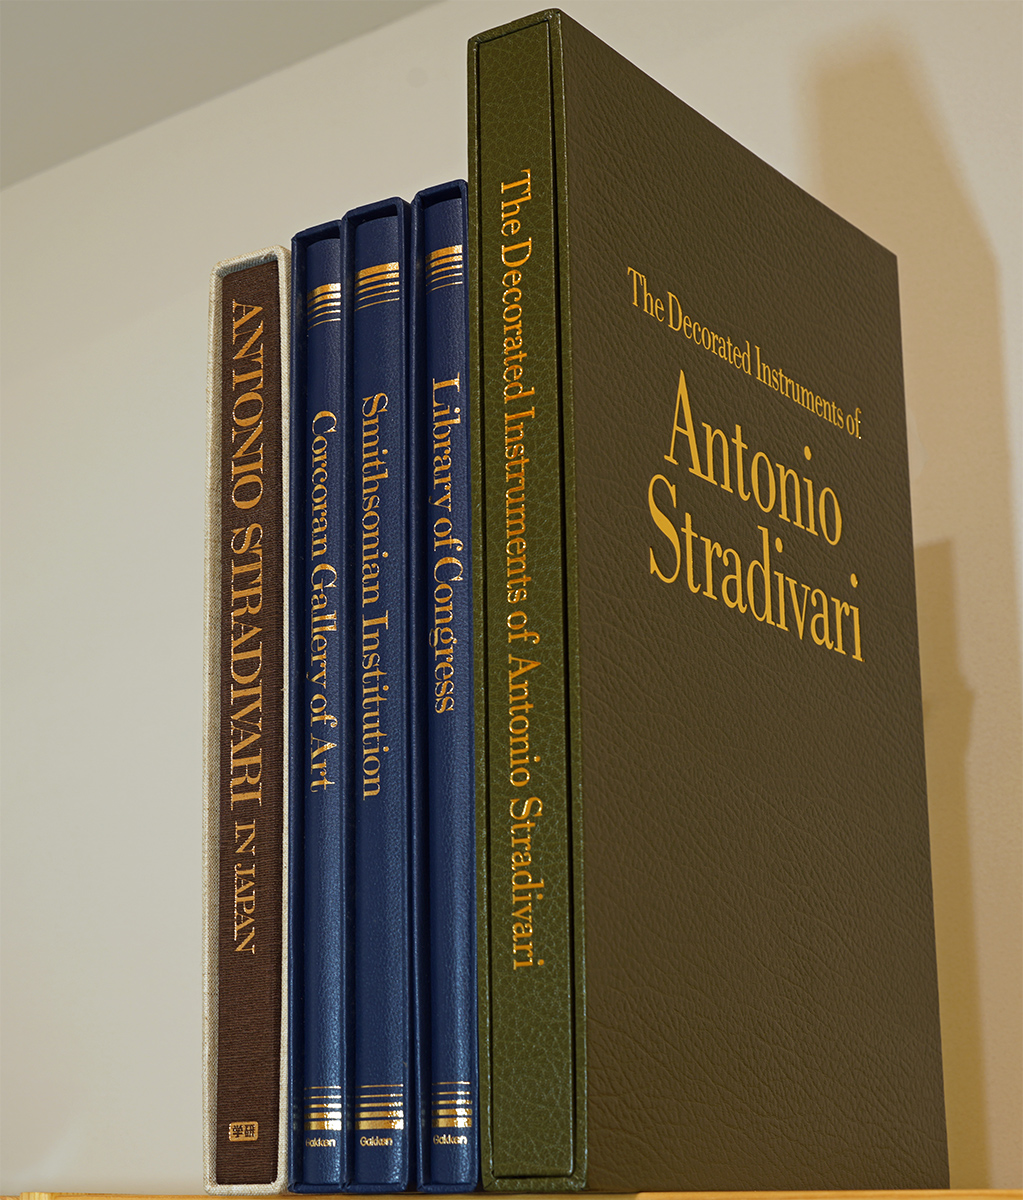 ANTONIO STRADIVARI IN JAPAN
学研
Corcoran Gallery of Art
Gakken
Smithsonian Institution
Gakken
Library of Congress
Gakken
The Decorated Instruments of Antonio Stradivari
The Decorated Instruments of
Antonio
Stradivari